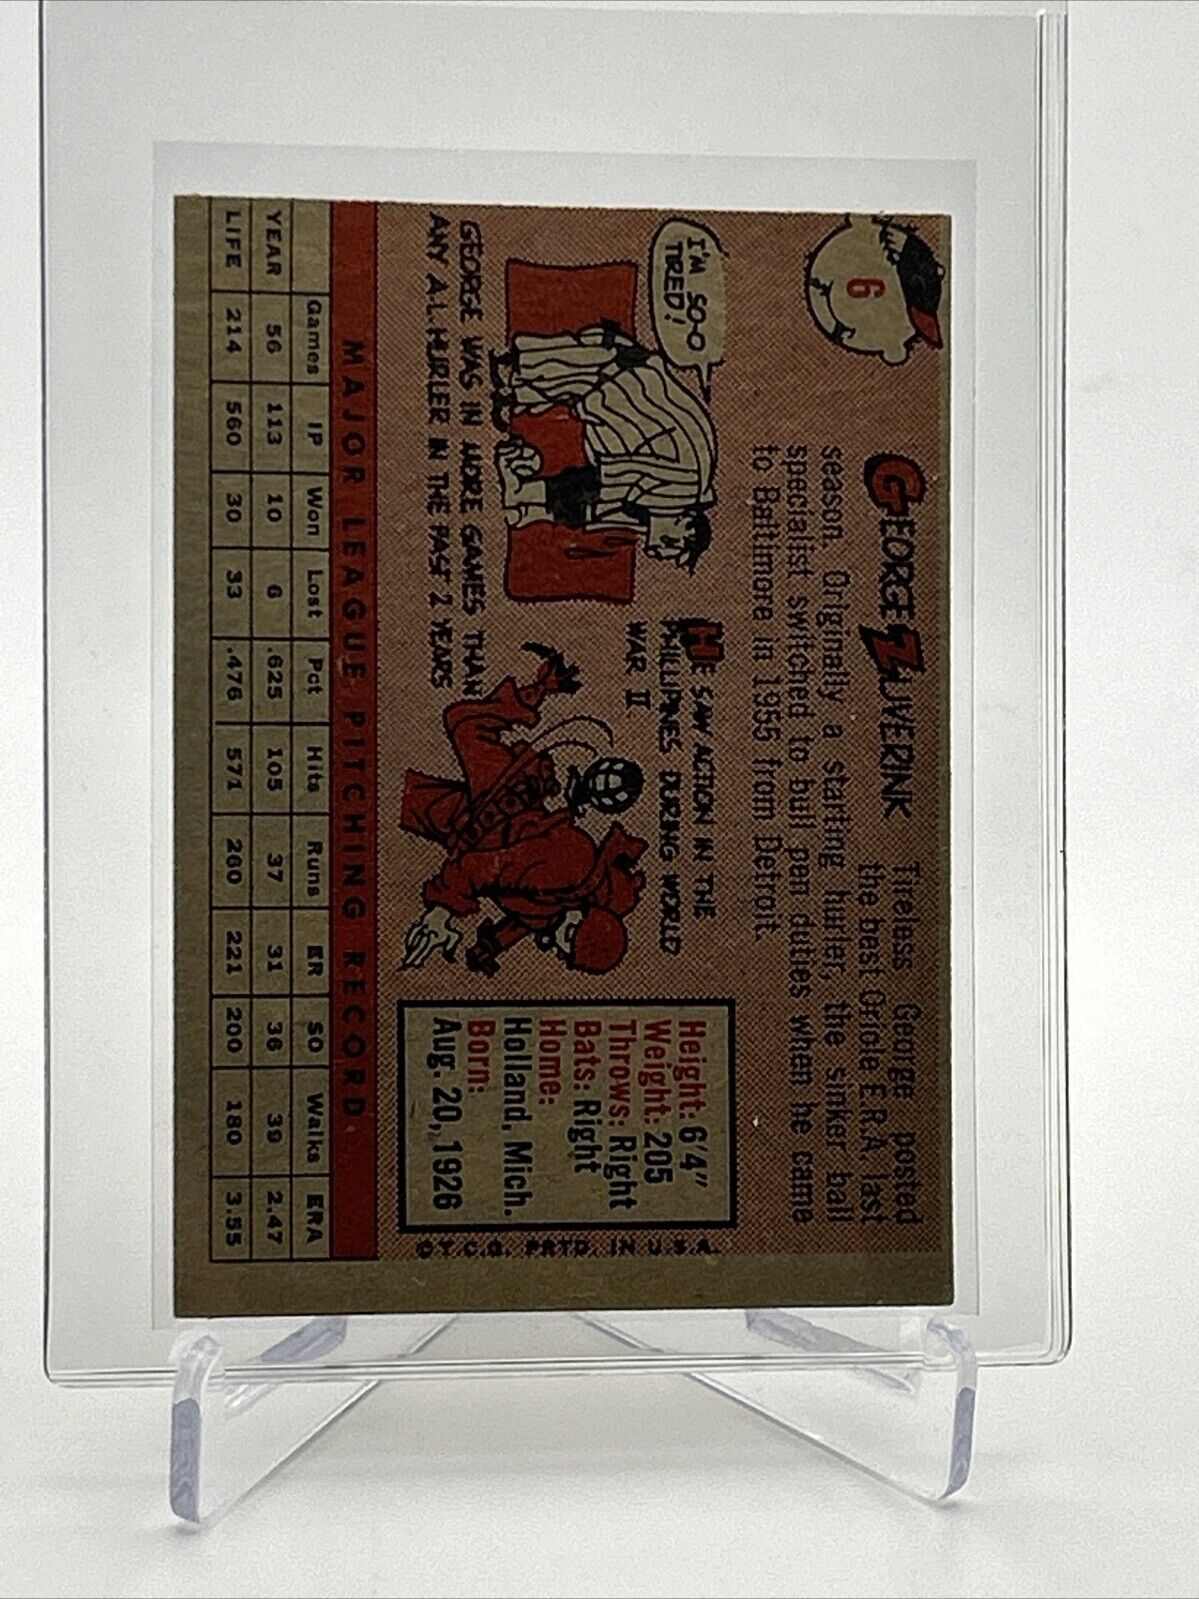 6
GEORGE ZUVERINK Tireless George posted
the best Oriole ERA last
season. Originally a starting hurler, the sinker ball
specialist switched to bull pen duties when he came
to Baltimore in 1955 from Detroit.
I'M SO-O
TIRED!
GEORGE WAS IN MORE GAMES THAN
ANY A.L. HURLER IN THE PAST 2 YEARS
HE SAW ACTION IN THE
PHILLIPINES DURING WORLD
WAR II.
Height: 6'4"
Weight: 205
Throws: Right
Bats: Right
Home:
Holland, Mich.
Born:
Aug. 20, 1926
©T.C.G. PRTD. IN U.S.A.
MAJOR LEAGUE PITCHING RECORD
Games IP Won Lost Pct Hits Runs ER SO Walks ERA
YEAR 56 113 10 6 .625 105 37 31 36 39 2.47
LIFE 214 560 30 33 .476 571 260 221 200 180 3.55